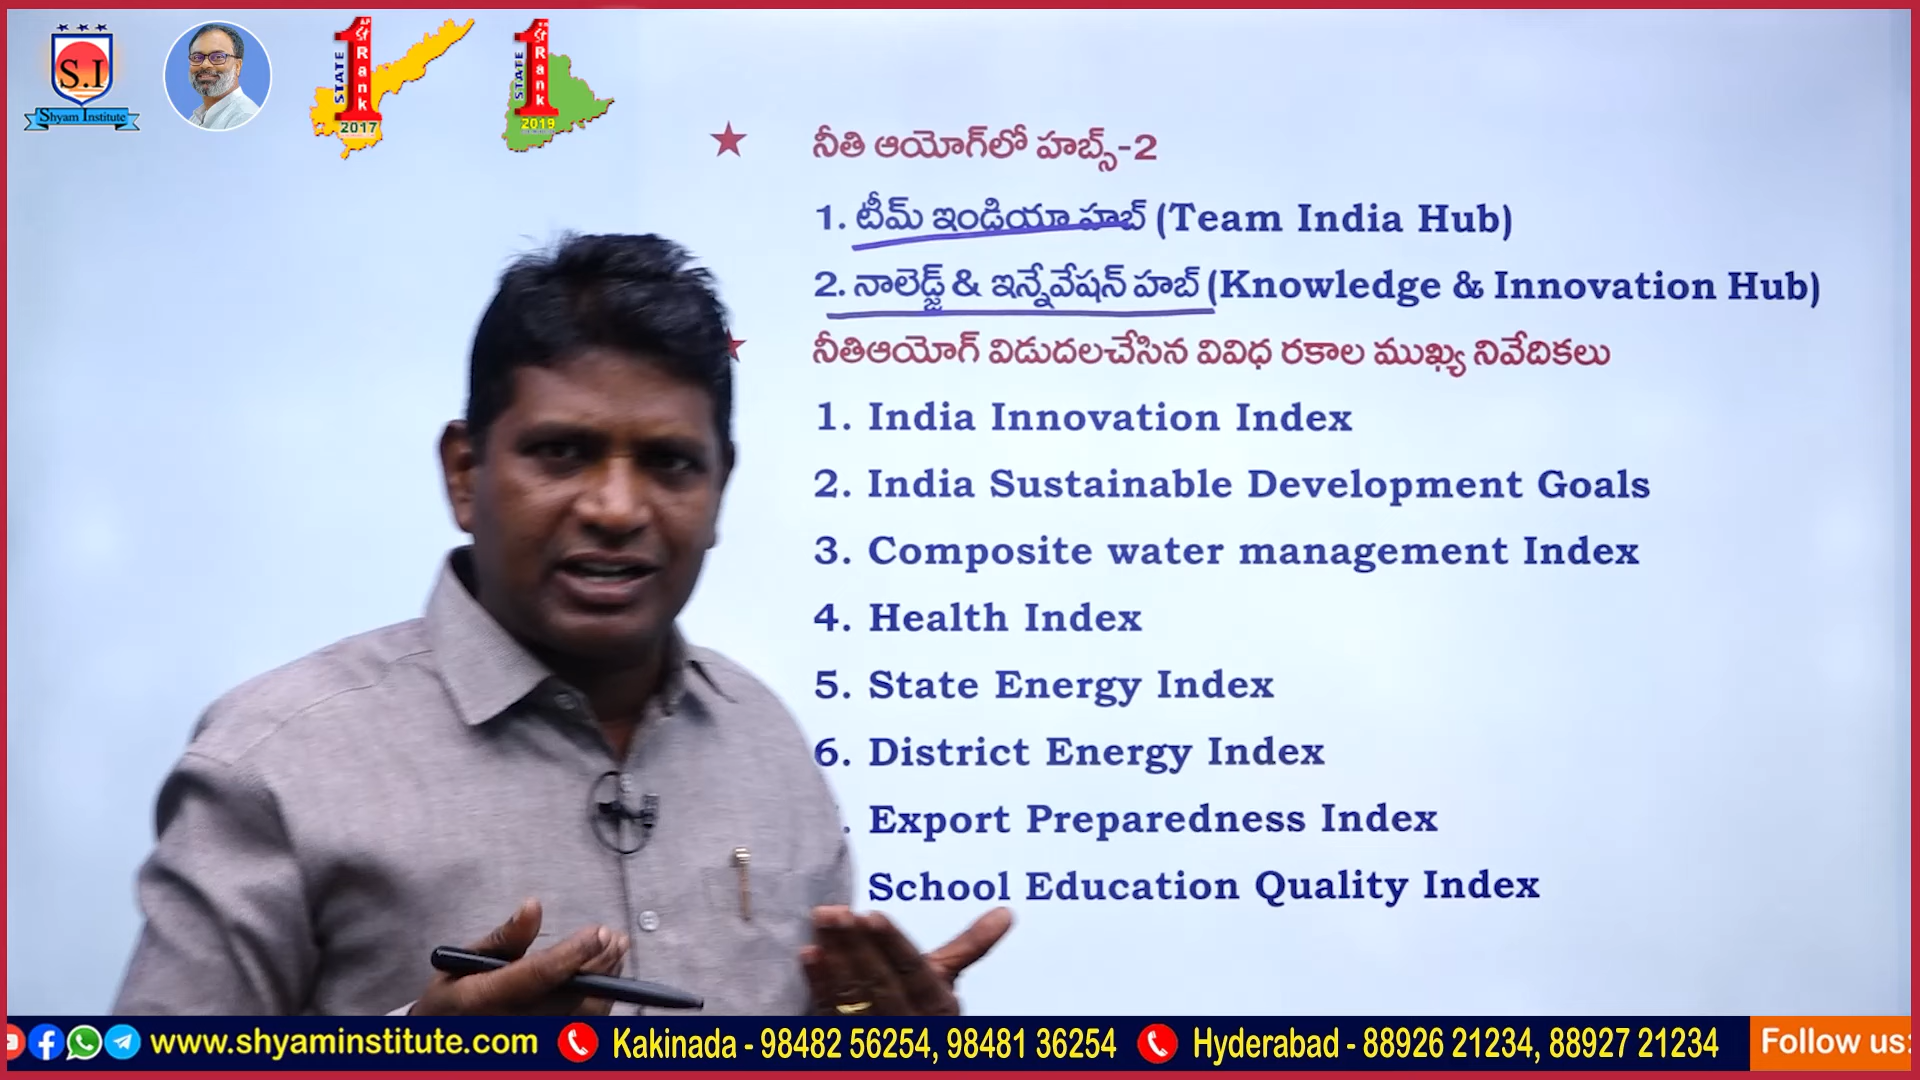 S.I
Shyam Institute
STATE 1st Rank 2017
STATE 1st Rank 2019
★ నీతి ఆయోగ్‌లో హబ్స్-2
1. టీమ్ ఇండియా హబ్ (Team India Hub)
2. నాలెడ్జ్ & ఇన్నేవేషన్ హబ్ (Knowledge & Innovation Hub)
★ నీతిఆయోగ్ విడుదలచేసిన వివిధ రకాల ముఖ్య నివేదికలు
1. India Innovation Index
2. India Sustainable Development Goals
3. Composite water management Index
4. Health Index
5. State Energy Index
6. District Energy Index
. Export Preparedness Index
School Education Quality Index
www.shyaminstitute.com Kakinada - 98482 56254, 98481 36254 Hyderabad - 88926 21234, 88927 21234 Follow us: